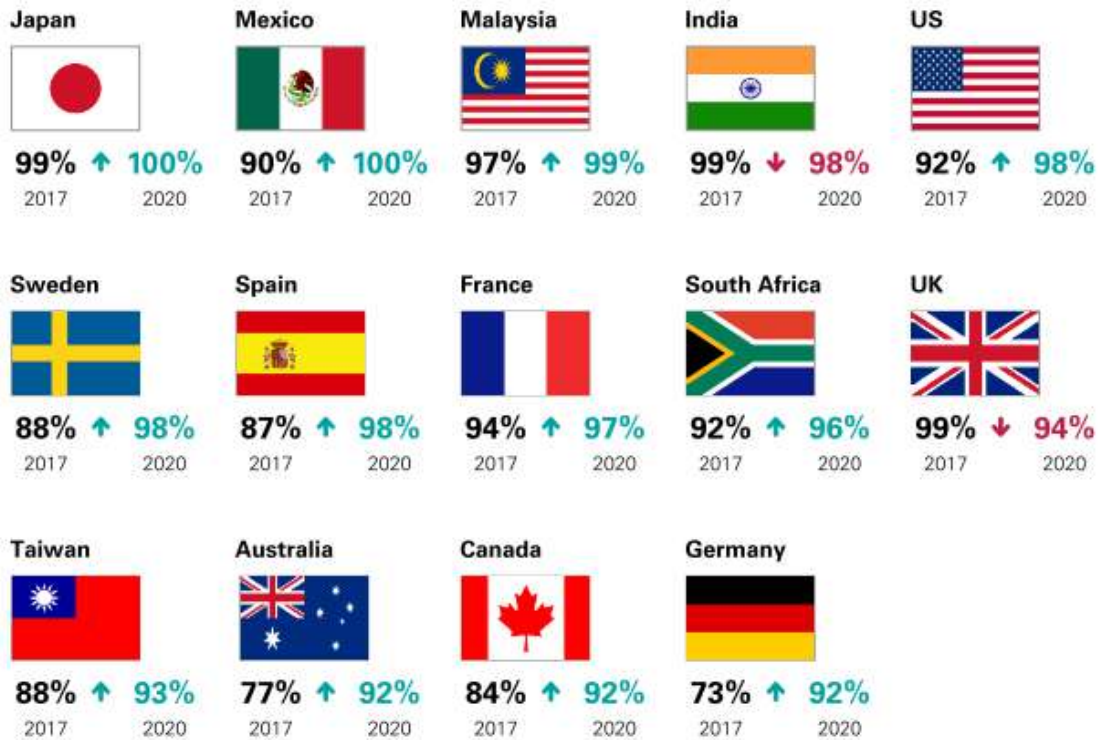 Japan Mexico Malaysia India US
99% ↑ 100% 90% ↑ 100% 97% ↑ 99% 99% ↓ 98% 92% ↑ 98%
2017 2020 2017 2020 2017 2020 2017 2020 2017 2020
Sweden Spain France South Africa UK
88% ↑ 98% 87% ↑ 98% 94% ↑ 97% 92% ↑ 96% 99% ↓ 94%
2017 2020 2017 2020 2017 2020 2017 2020 2017 2020
Taiwan Australia Canada Germany
88% ↑ 93% 77% ↑ 92% 84% ↑ 92% 73% ↑ 92%
2017 2020 2017 2020 2017 2020 2017 2020